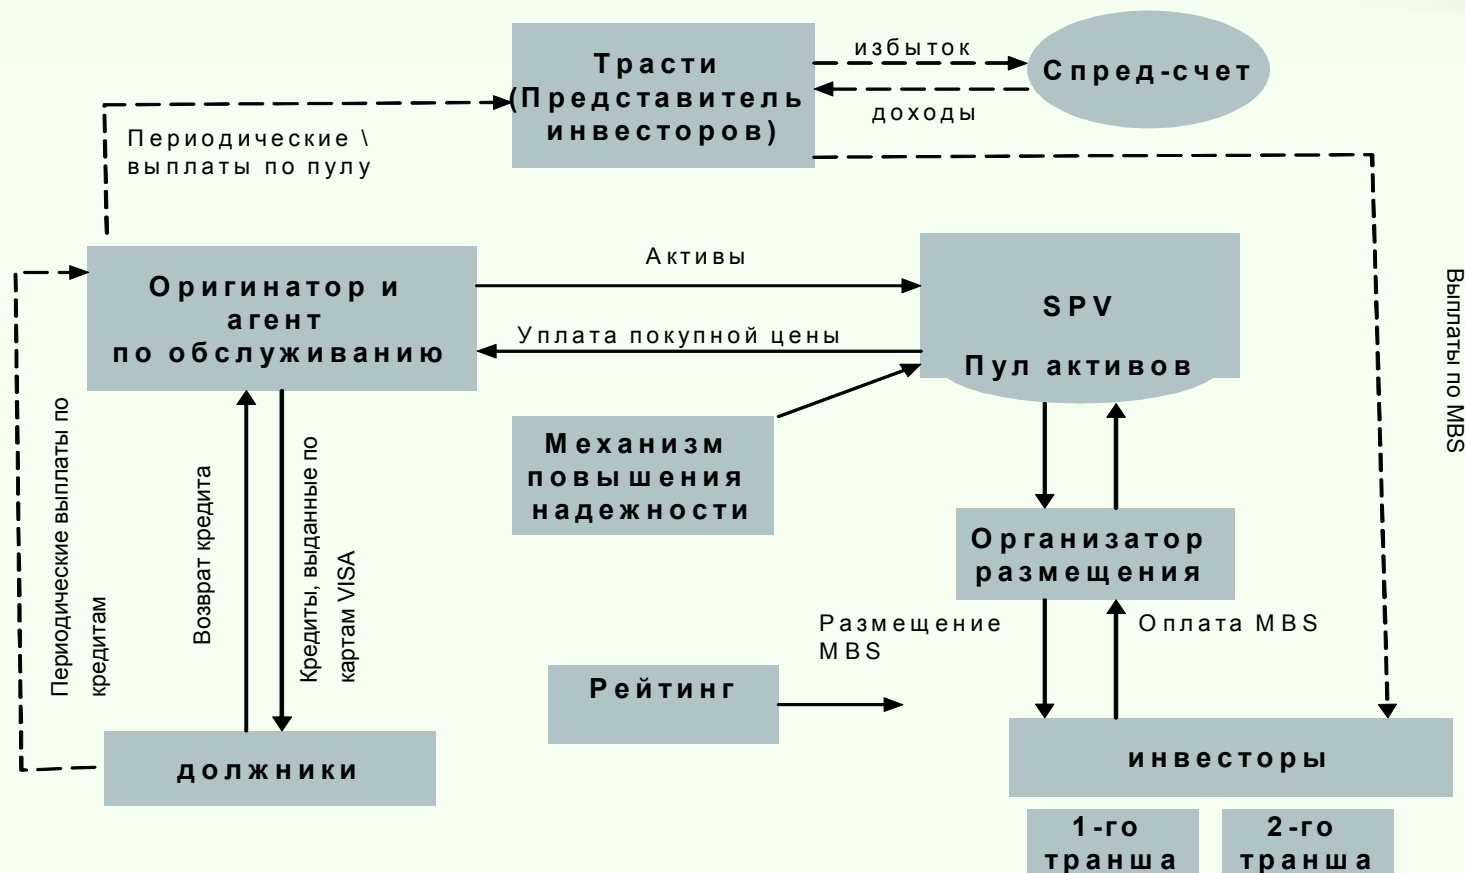 Трасти
(Представитель
инвесторов)
избыток
доходы
Спред-счет
Периодические \
выплаты по пулу
Оригинатор и
агент
по обслуживанию
Активы
Уплата покупной цены
SPV
Пул активов
Выплаты по MBS
Механизм
повышения
надежности
Периодические выплаты по
кредитам
Возврат кредита
Кредиты, выданные по
картам VISA
Организатор
размещения
Размещение
MBS
Оплата MBS
Рейтинг
должники
инвесторы
1-го
транша
2-го
транша